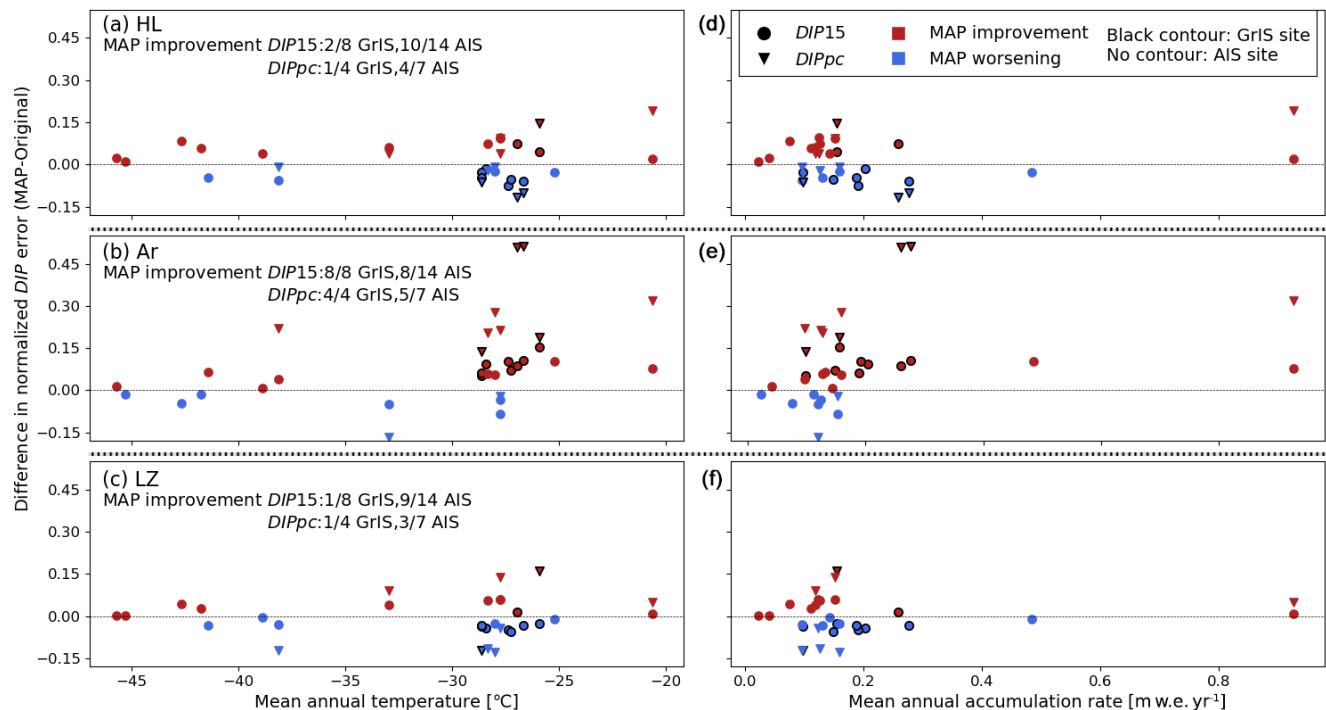 Difference in normalized DIP error (MAP-Original)
(a) HL
MAP improvement DIP15:2/8 GrIS,10/14 AIS
DIPpc:1/4 GrIS,4/7 AIS
0.45
0.30
0.15
0.00
−0.15
(d)
DIP15
DIPpc
MAP improvement
MAP worsening
Black contour: GrIS site
No contour: AIS site
(b) Ar
MAP improvement DIP15:8/8 GrIS,8/14 AIS
DIPpc:4/4 GrIS,5/7 AIS
0.45
0.30
0.15
0.00
−0.15
(e)
(c) LZ
MAP improvement DIP15:1/8 GrIS,9/14 AIS
DIPpc:1/4 GrIS,3/7 AIS
0.45
0.30
0.15
0.00
−0.15
−45 −40 −35 −30 −25 −20
Mean annual temperature [°C]
(f)
0.0 0.2 0.4 0.6 0.8
Mean annual accumulation rate [m w.e. yr⁻¹]